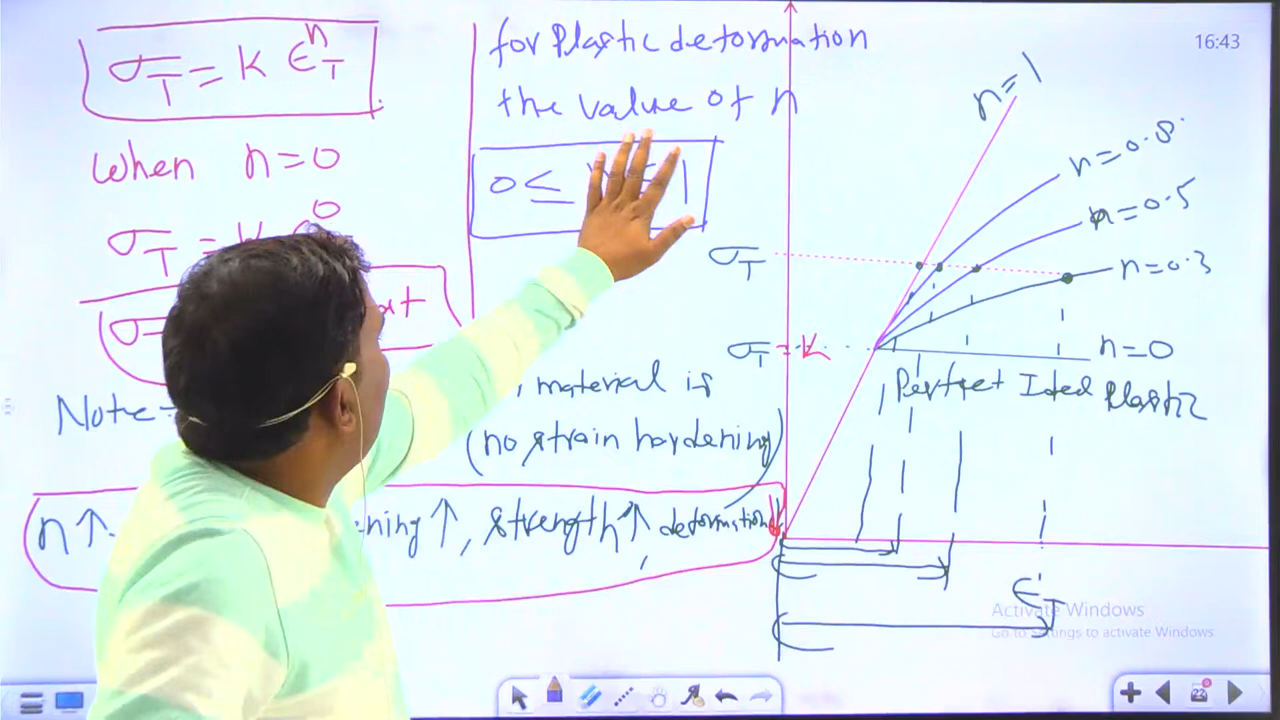 σ_T = K ε_T^n
When n=0
σ_T =
0
Note =
n ↑
ening ↑, strength ↑ deformation ↓
for Plastic deformation
the value of n
0 ≤
1
material is
(no strain hardening)
16:43
n=1
n=0.8
n=0.5
n=0.3
n=0
σ_T
σ_T = K
Perfect Ideal Plastic
ε_T
Activate Windows
Go to Settings to activate Windows
23